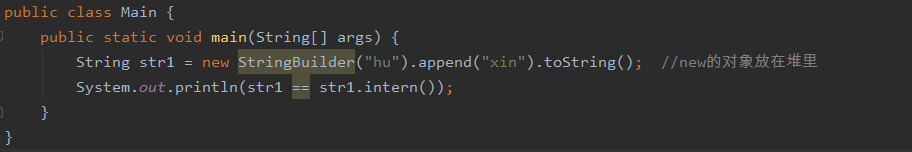 public class Main {
    public static void main(String[] args) {
        String str1 = new StringBuilder("hu").append("xin").toString();  //new的对象放在堆里
        System.out.println(str1 == str1.intern());
    }
}